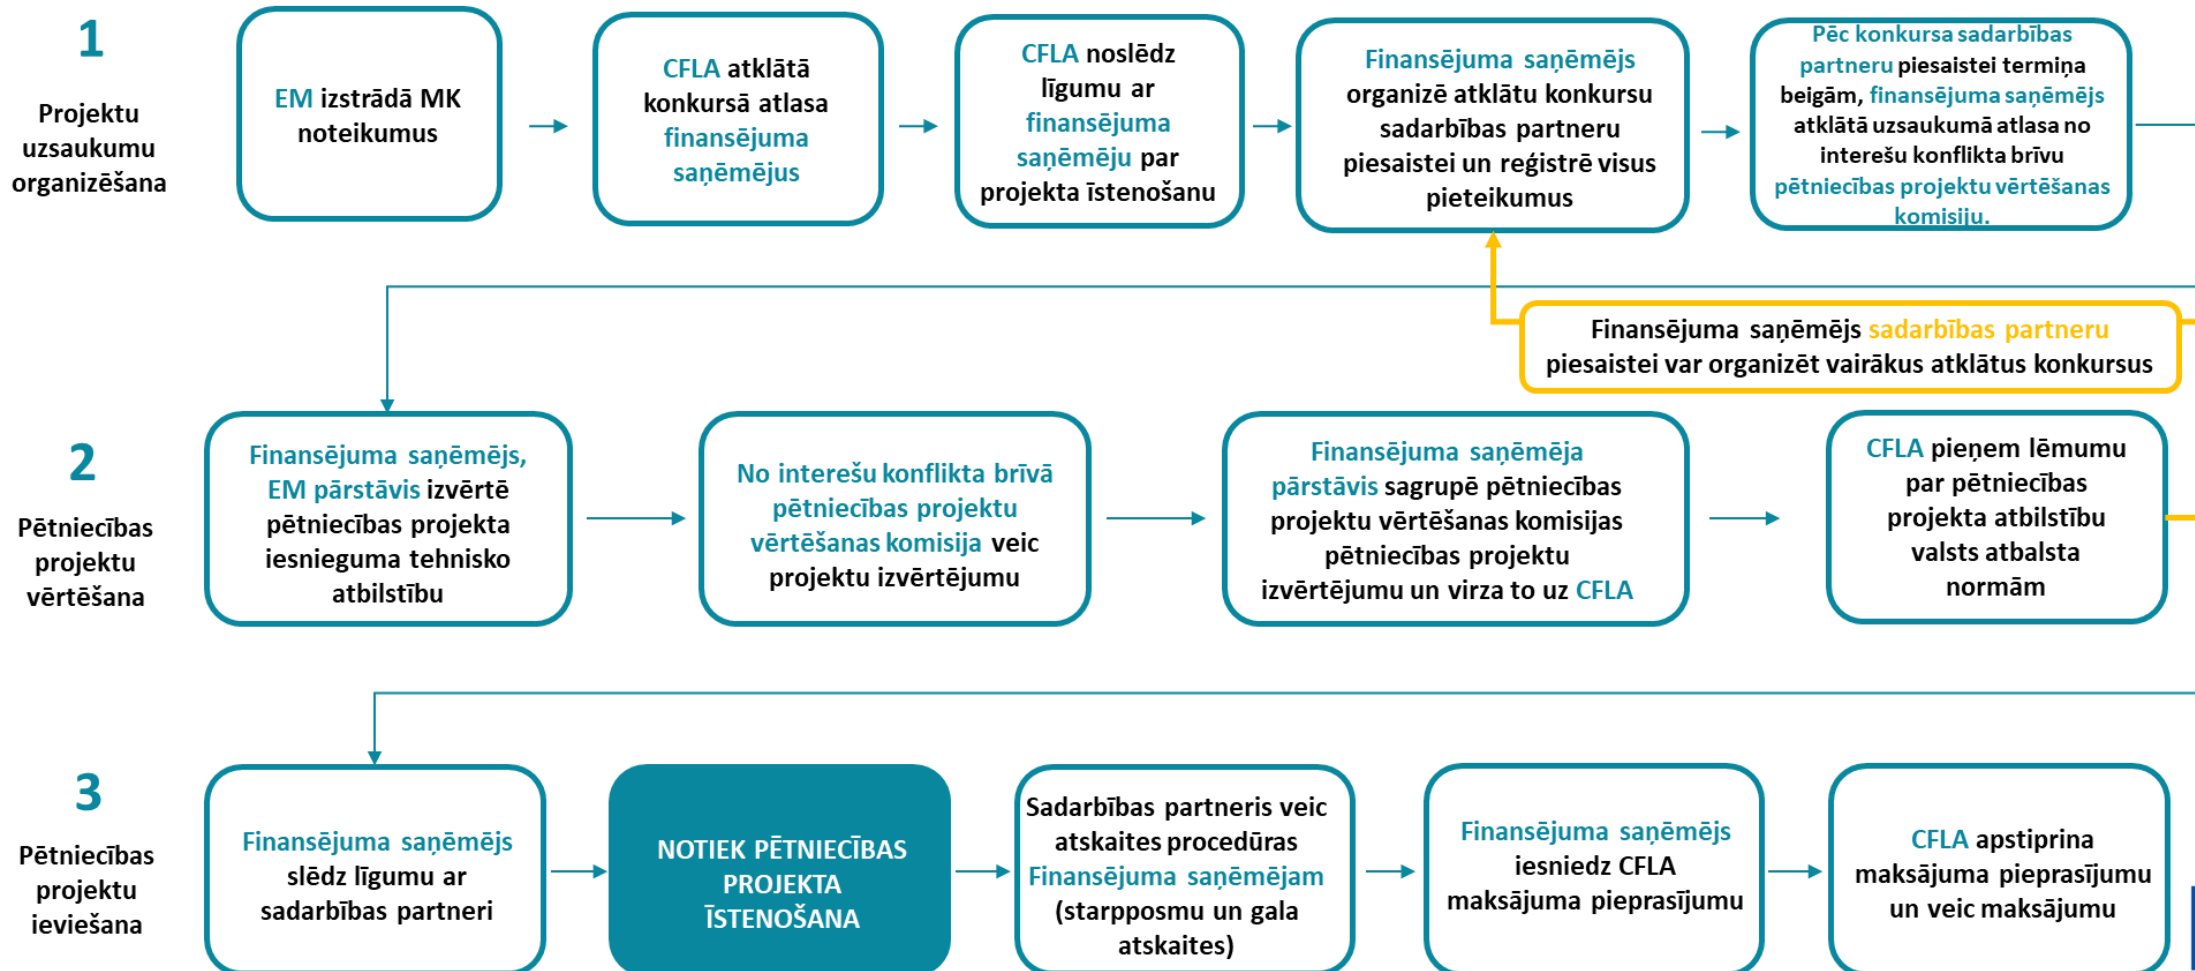 1
Projektu
uzsaukumu
organizēšana
EM izstrādā MK
noteikumus
CFLA atklātā
konkursā atlasa
finansējuma
saņēmējus
CFLA noslēdz
līgumu ar
finansējuma
saņēmēju par
projekta īstenošanu
Finansējuma saņēmējs
organizē atklātu konkursu
sadarbības partneru
piesaistei un reģistrē visus
pieteikumus
Pēc konkursa sadarbības
partneru piesaistei termiņa
beigām, finansējuma saņēmējs
atklātā uzsaukumā atlasa no
interešu konflikta brīvu
pētniecības projektu vērtēšanas
komisiju.
Finansējuma saņēmējs sadarbības partneru
piesaistei var organizēt vairākus atklātus konkursus
2
Pētniecības
projektu
vērtēšana
Finansējuma saņēmējs,
EM pārstāvis izvērtē
pētniecības projekta
iesnieguma tehnisko
atbilstību
No interešu konflikta brīvā
pētniecības projektu
vērtēšanas komisija veic
projektu izvērtējumu
Finansējuma saņēmēja
pārstāvis sagrupē pētniecības
projektu vērtēšanas komisijas
pētniecības projektu
izvērtējumu un virza to uz CFLA
CFLA pieņem lēmumu
par pētniecības
projekta atbilstību
valsts atbalsta
normām
3
Pētniecības
projektu
ieviešana
Finansējuma saņēmējs
slēdz līgumu ar
sadarbības partneri
NOTIEK PĒTNIECĪBAS
PROJEKTA
ĪSTENOŠANA
Sadarbības partneris veic
atskaites procedūras
Finansējuma saņēmējam
(starpposmu un gala
atskaites)
Finansējuma saņēmējs
iesniedz CFLA
maksājuma pieprasījumu
CFLA apstiprina
maksājuma pieprasījumu
un veic maksājumu